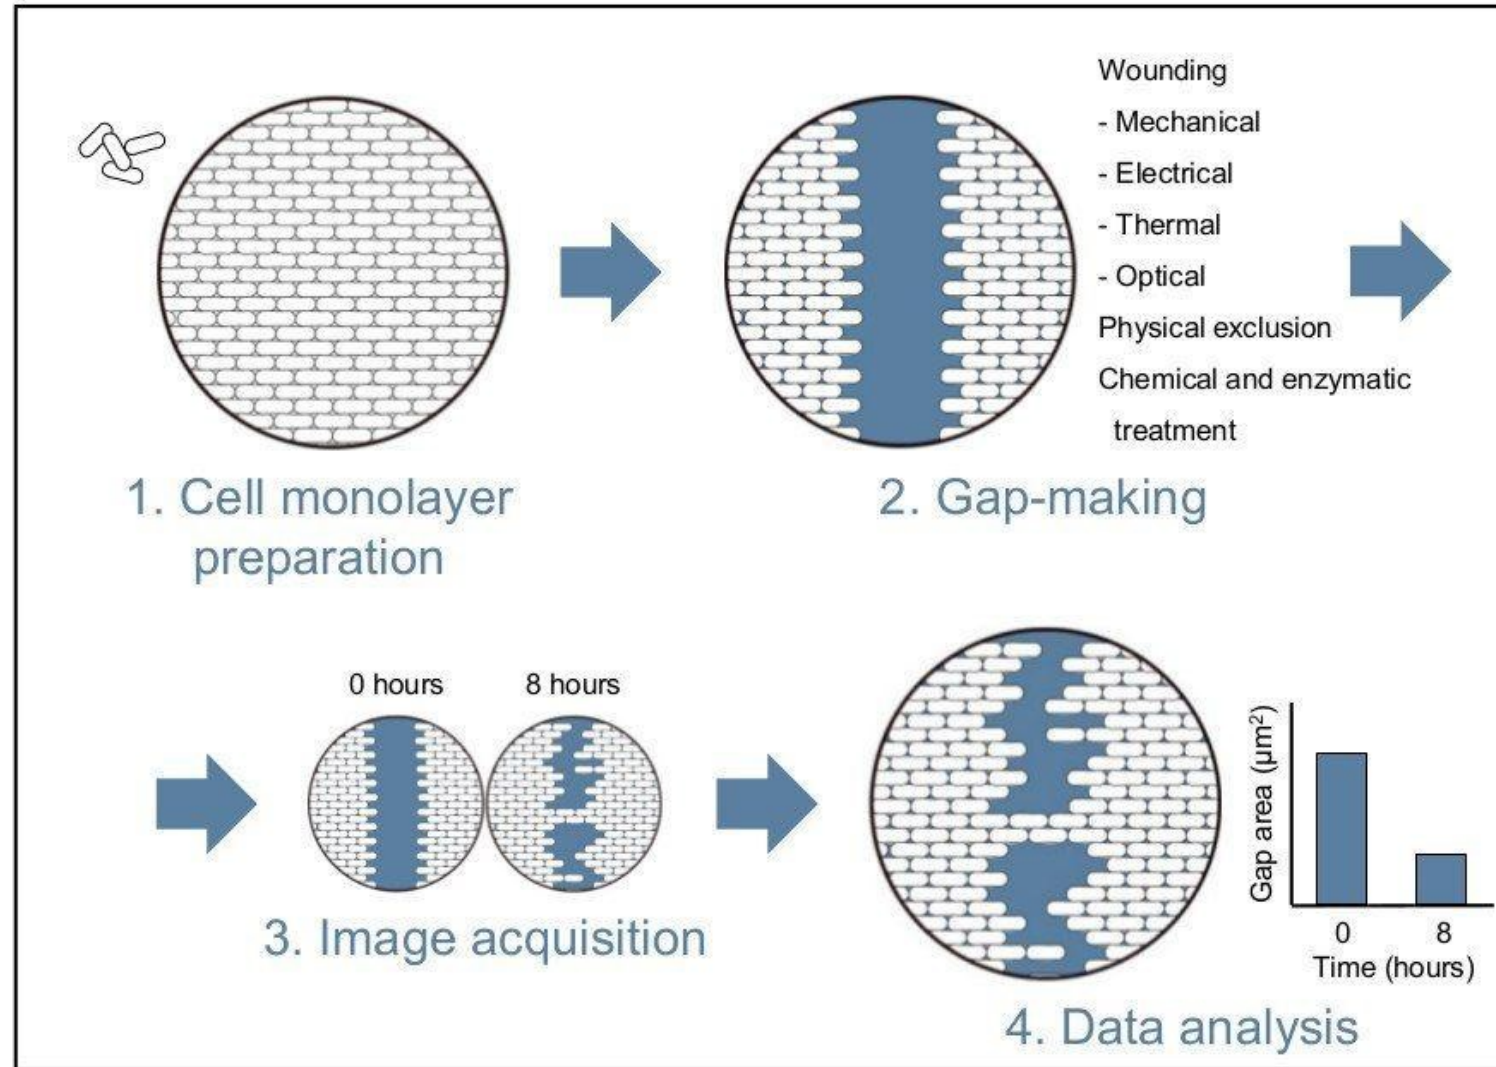 Wounding
- Mechanical
- Electrical
- Thermal
- Optical
Physical exclusion
Chemical and enzymatic
treatment
1. Cell monolayer
preparation
2. Gap-making
0 hours
8 hours
3. Image acquisition
Gap area (µm²)
0
8
Time (hours)
4. Data analysis